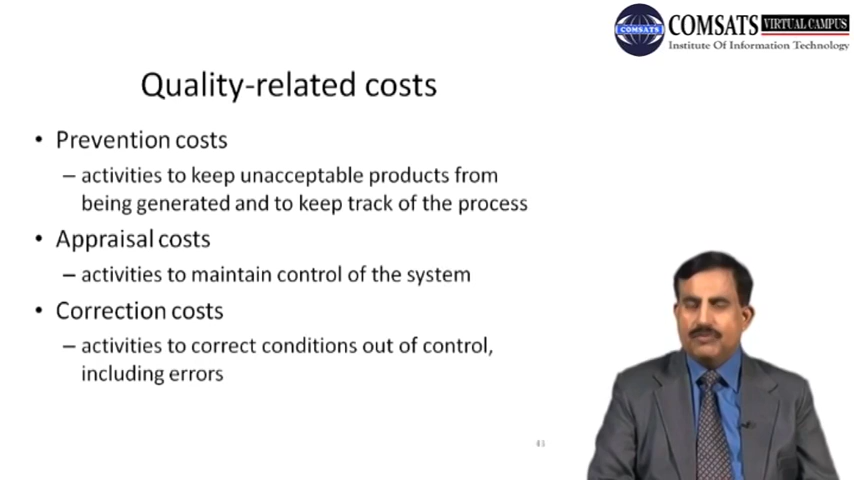 COMSATS
COMSATS VIRTUAL CAMPUS
Institute Of Information Technology
Quality-related costs
• Prevention costs
– activities to keep unacceptable products from
being generated and to keep track of the process
• Appraisal costs
– activities to maintain control of the system
• Correction costs
– activities to correct conditions out of control,
including errors